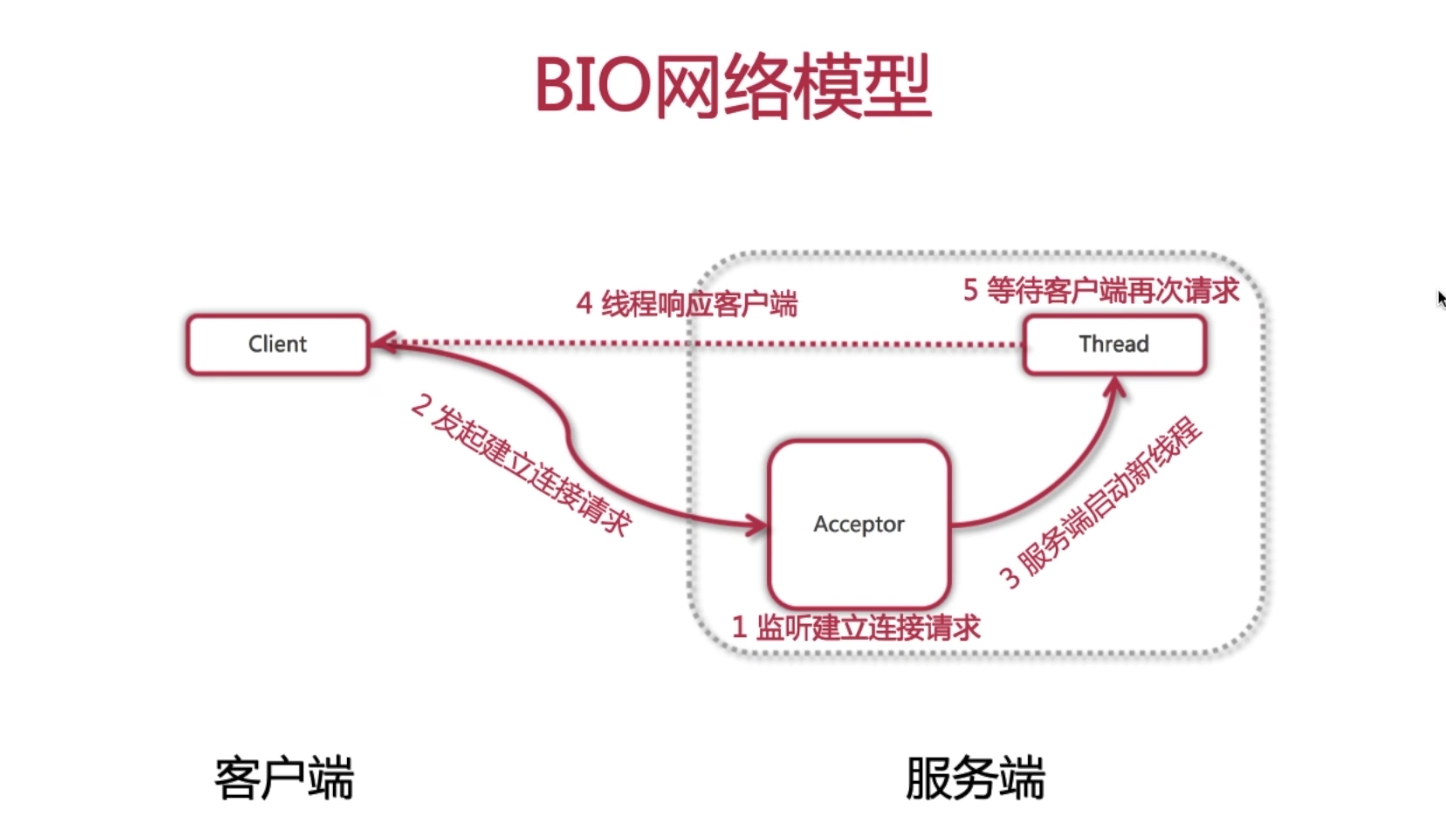 BIO网络模型
5 等待客户端再次请求
4 线程响应客户端
Client
Thread
2 发起建立连接请求
3 服务端启动新线程
Acceptor
1 监听建立连接请求
客户端
服务端